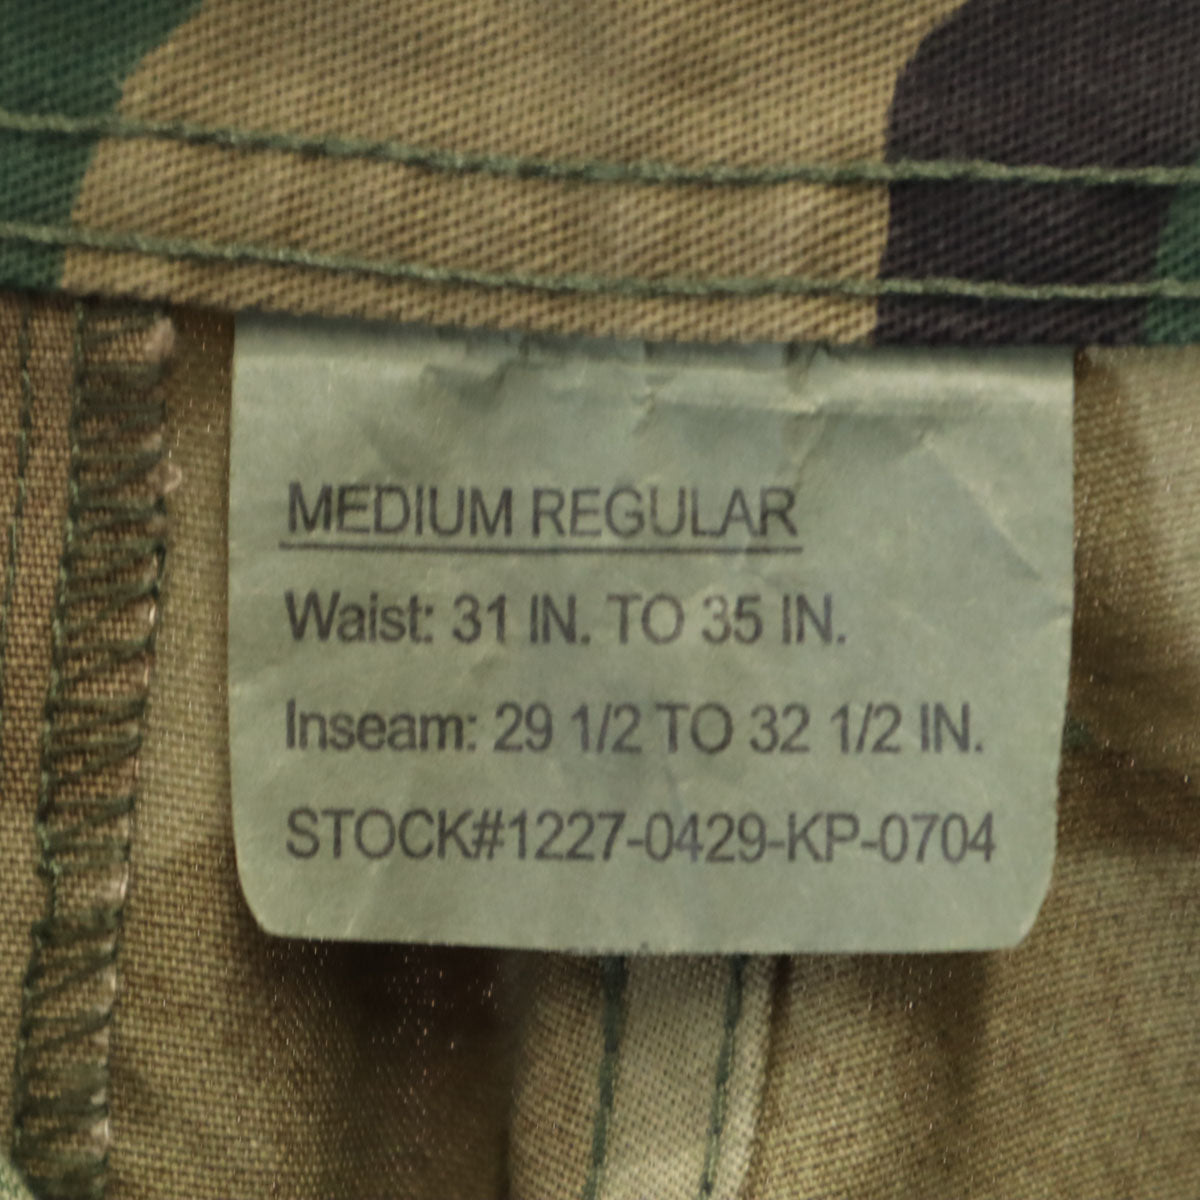 MEDIUM REGULAR
Waist: 31 IN. TO 35 IN.
Inseam: 29 1/2 TO 32 1/2 IN.
STOCK#1227-0429-KP-0704